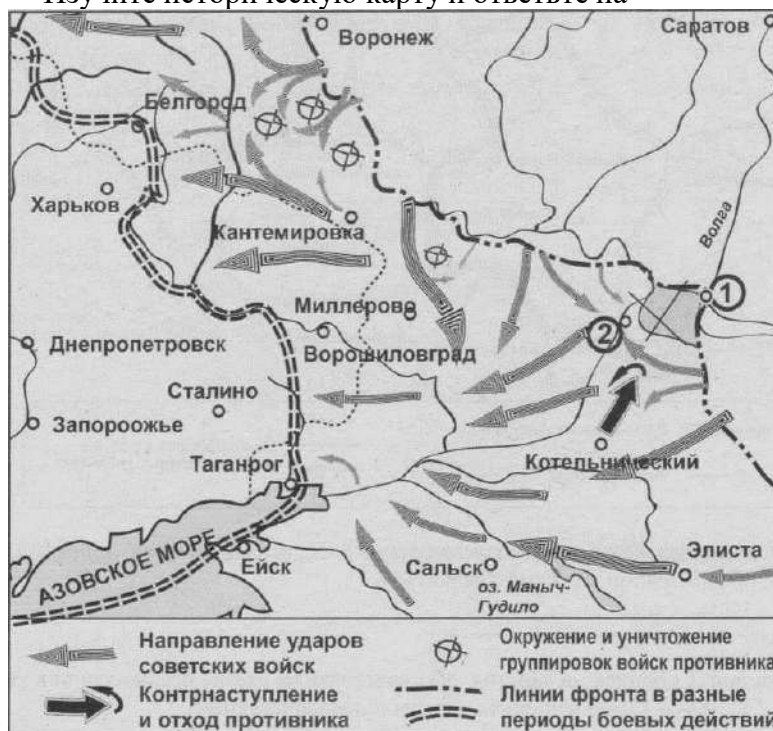 Изучите историческую карту и ответьте на
Воронеж
Саратов
Белгород
Харьков
Волга
Кантемировка
1
Миллерово
2
Днепропетровск
Ворошиловград
Сталино
Запороожье
Котельнический
Таганрог
АЗОВСКОЕ МОРЕ
Ейск
Сальск
Элиста
оз. Маныч-
Гудило
Направление ударов
советских войск
Окружение и уничтожение
группировок войск противника
Контрнаступление
и отход противника
Линии фронта в разные
периоды боевых действий